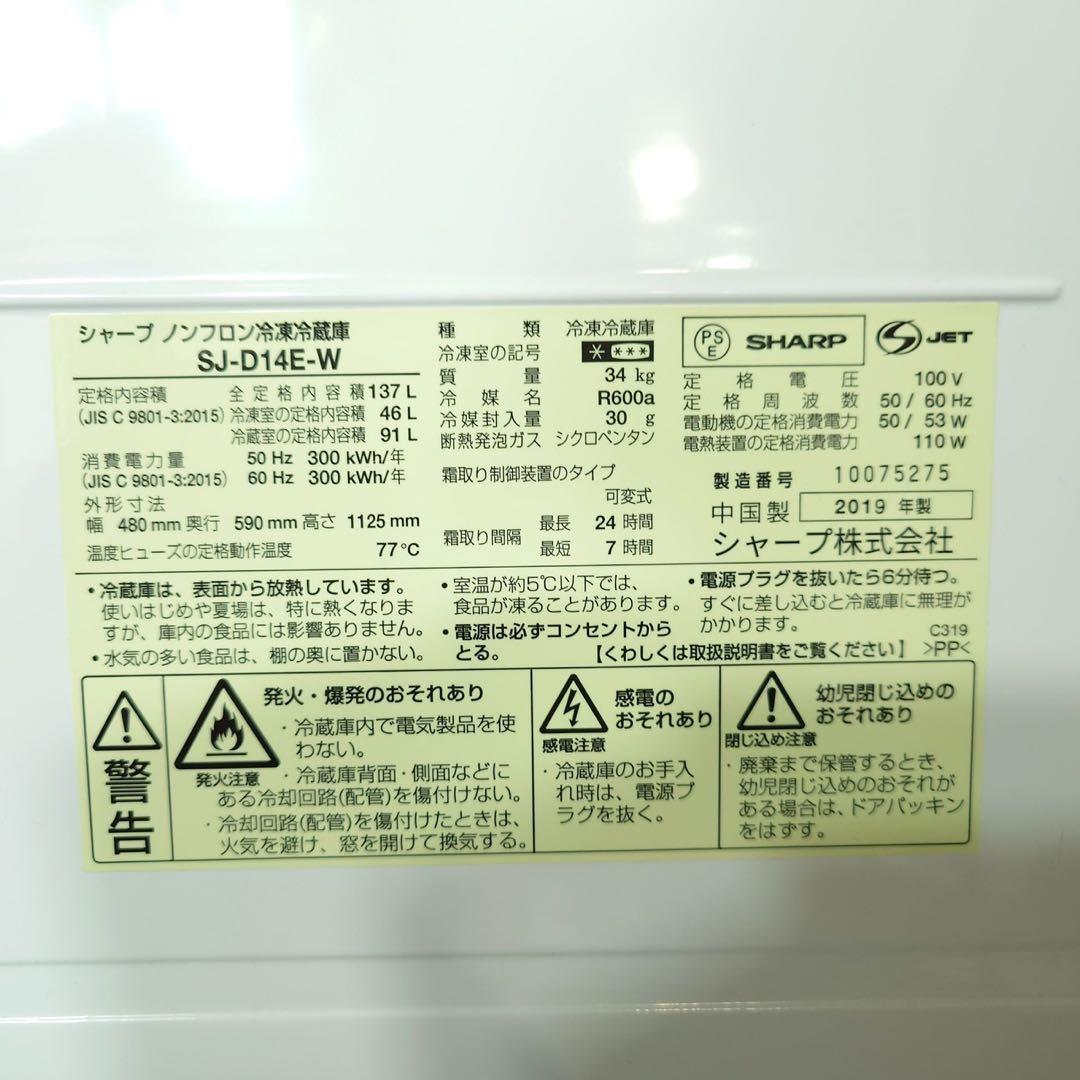 シャープ ノンフロン冷凍冷蔵庫
SJ-D14E-W
定格内容積 全定格内容積 137 L
(JIS C 9801-3:2015) 冷凍室の定格内容積 46 L
冷蔵室の定格内容積 91 L
消費電力量 50 Hz 300 kWh/年
(JIS C 9801-3:2015) 60 Hz 300 kWh/年
外形寸法
幅 480 mm 奥行 590 mm 高さ 1125 mm
温度ヒューズの定格動作温度 77℃
種類 冷凍冷蔵庫
冷凍室の記号 * ***
質量 34 kg
冷媒名 R600a
冷媒封入量 30 g
断熱発泡ガス シクロペンタン
霜取り制御装置のタイプ
可変式
霜取り間隔 最長 24 時間
最短 7 時間
PS
E
SHARP
S JET
定格電圧 100 V
定格周波数 50 / 60 Hz
電動機の定格消費電力 50 / 53 W
電熱装置の定格消費電力 110 W
製造番号 10075275
中国製 2019 年製
シャープ株式会社
・冷蔵庫は、表面から放熱しています。
使いはじめや夏場は、特に熱くなりま
すが、庫内の食品には影響ありません。
・水気の多い食品は、棚の奥に置かない。
・室温が約5℃以下では、
食品が凍ることがあります。
・電源は必ずコンセントから
とる。
・電源プラグを抜いたら6分待つ。
すぐに差し込むと冷蔵庫に無理が
かかります。
C319
【くわしくは取扱説明書をご覧ください】 >PP<
警告
発火注意
発火・爆発のおそれあり
・冷蔵庫内で電気製品を使
わない。
・冷蔵庫背面・側面などに
ある冷却回路(配管)を傷付けない。
・冷却回路(配管)を傷付けたときは、
火気を避け、窓を開けて換気する。
感電注意
感電の
おそれあり
・冷蔵庫のお手入
れ時は、電源プ
ラグを抜く。
閉じ込め注意
幼児閉じ込めの
おそれあり
・廃棄まで保管するとき、
幼児閉じ込めのおそれが
ある場合は、ドアパッキン
をはずす。